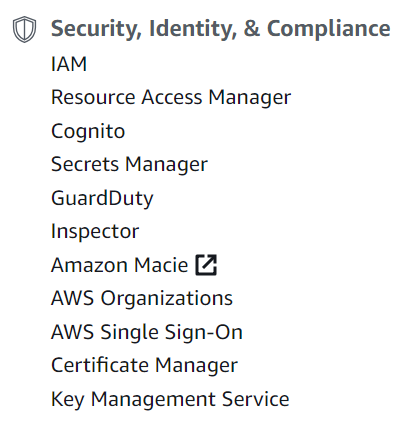 Security, Identity, & Compliance
IAM
Resource Access Manager
Cognito
Secrets Manager
GuardDuty
Inspector
Amazon Macie
AWS Organizations
AWS Single Sign-On
Certificate Manager
Key Management Service